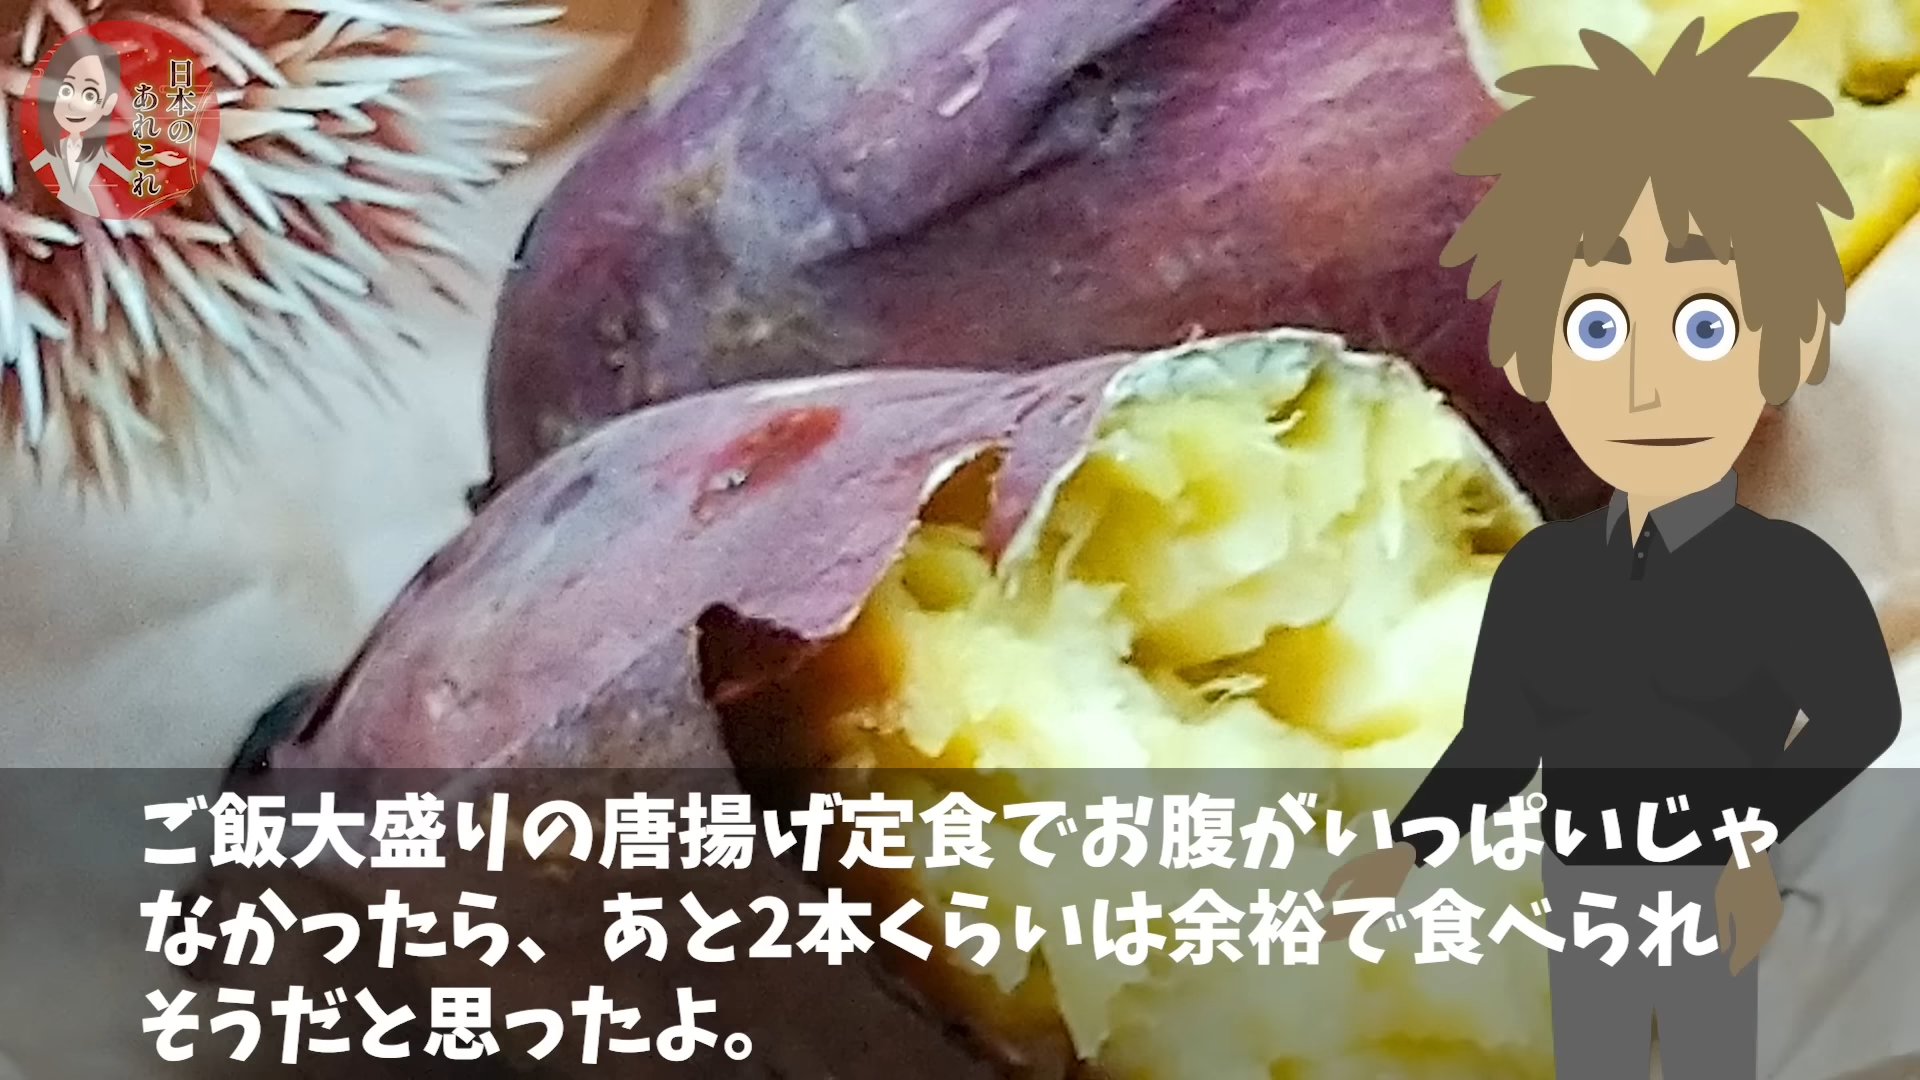 日本の
あれこれ
ご飯大盛りの唐揚げ定食でお腹がいっぱいじゃ
なかったら、あと2本くらいは余裕で食べられ
そうだと思ったよ。